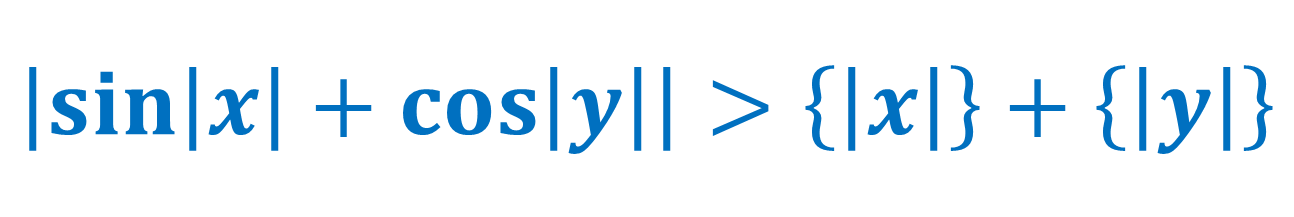 |sin|x| + cos|y|| > {|x|} + {|y|}